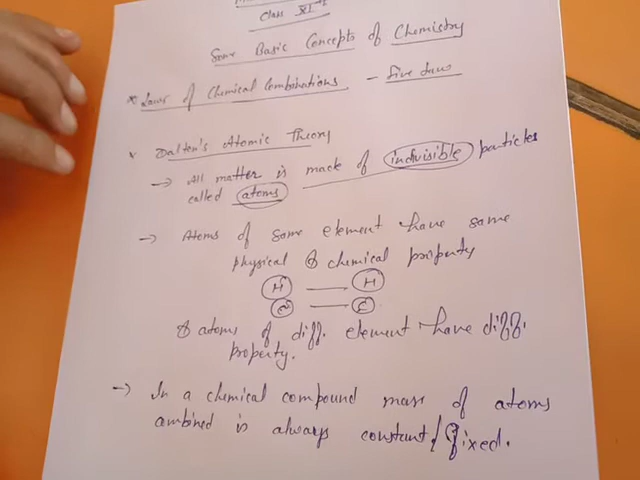 Class XI th
Some Basic Concepts of Chemistry
* Laws of Chemical Combinations - five laws
* Dalton's Atomic Theory
→ All matter is made of indivisible particles
called atoms
→ Atoms of same element have same
physical & chemical property
H — H
C — C
& atoms of diff. element have diff.
property.
→ In a chemical compound mass of atoms
combined is always constant / fixed.